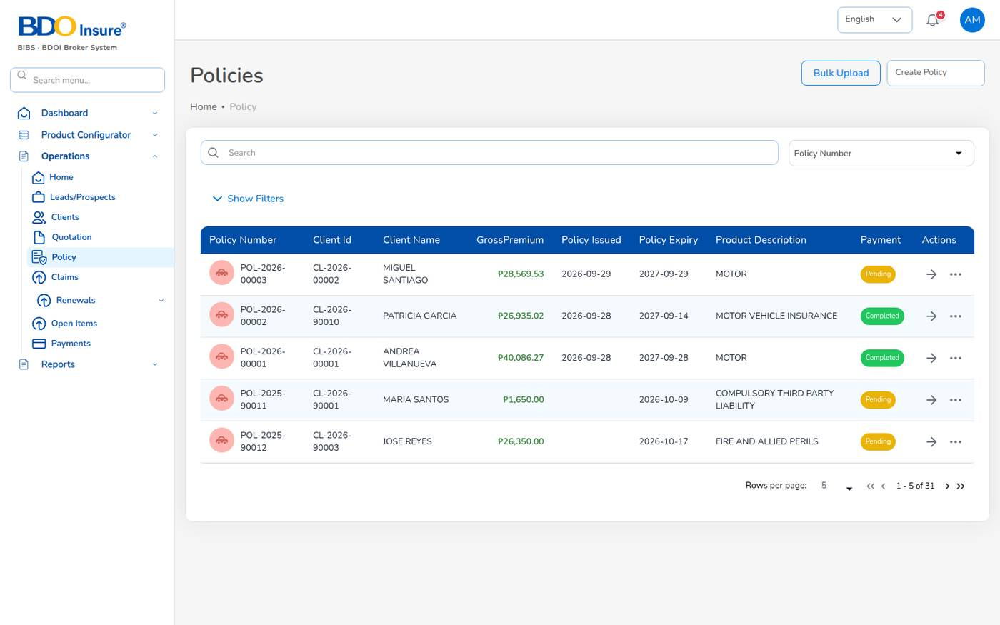 BDO Insure®
BIBS · BDOI Broker System
Search menu...
Dashboard
Product Configurator
Operations
Home
Leads/Prospects
Clients
Quotation
Policy
Claims
Renewals
Open Items
Payments
Reports
English
4
AM
Policies
Bulk Upload
Create Policy
Home • Policy
Search
Policy Number
Show Filters
Policy Number Client Id Client Name GrossPremium Policy Issued Policy Expiry Product Description Payment Actions
POL-2026-00003 CL-2026-00002 MIGUEL SANTIAGO ₱28,569.53 2026-09-29 2027-09-29 MOTOR Pending
POL-2026-00002 CL-2026-90010 PATRICIA GARCIA ₱26,935.02 2026-09-28 2027-09-14 MOTOR VEHICLE INSURANCE Completed
POL-2026-00001 CL-2026-00001 ANDREA VILLANUEVA ₱40,086.27 2026-09-28 2027-09-28 MOTOR Completed
POL-2025-90011 CL-2026-90001 MARIA SANTOS ₱1,650.00 2026-10-09 COMPULSORY THIRD PARTY LIABILITY Pending
POL-2025-90012 CL-2026-90003 JOSE REYES ₱26,350.00 2026-10-17 FIRE AND ALLIED PERILS Pending
Rows per page: 5 1 - 5 of 31